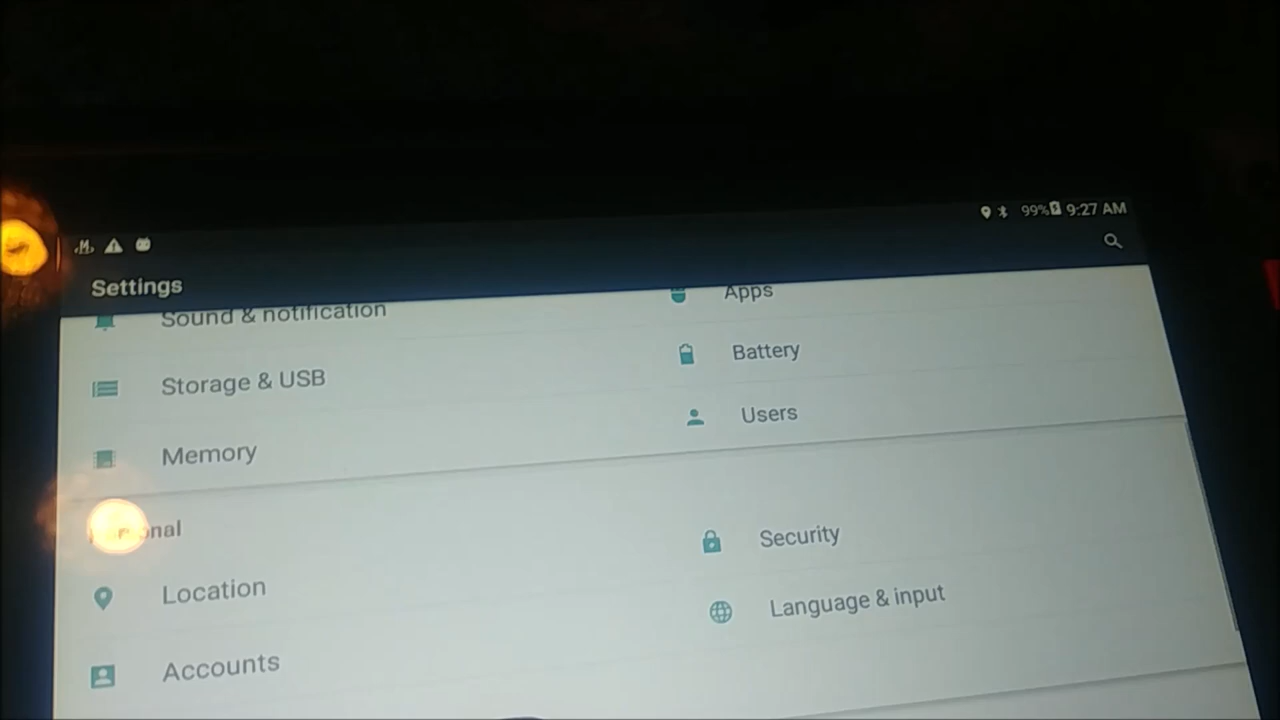 99% 9:27 AM
Settings
Sound & notification
Apps
Storage & USB
Battery
Memory
Users
Location
Security
Accounts
Language & input